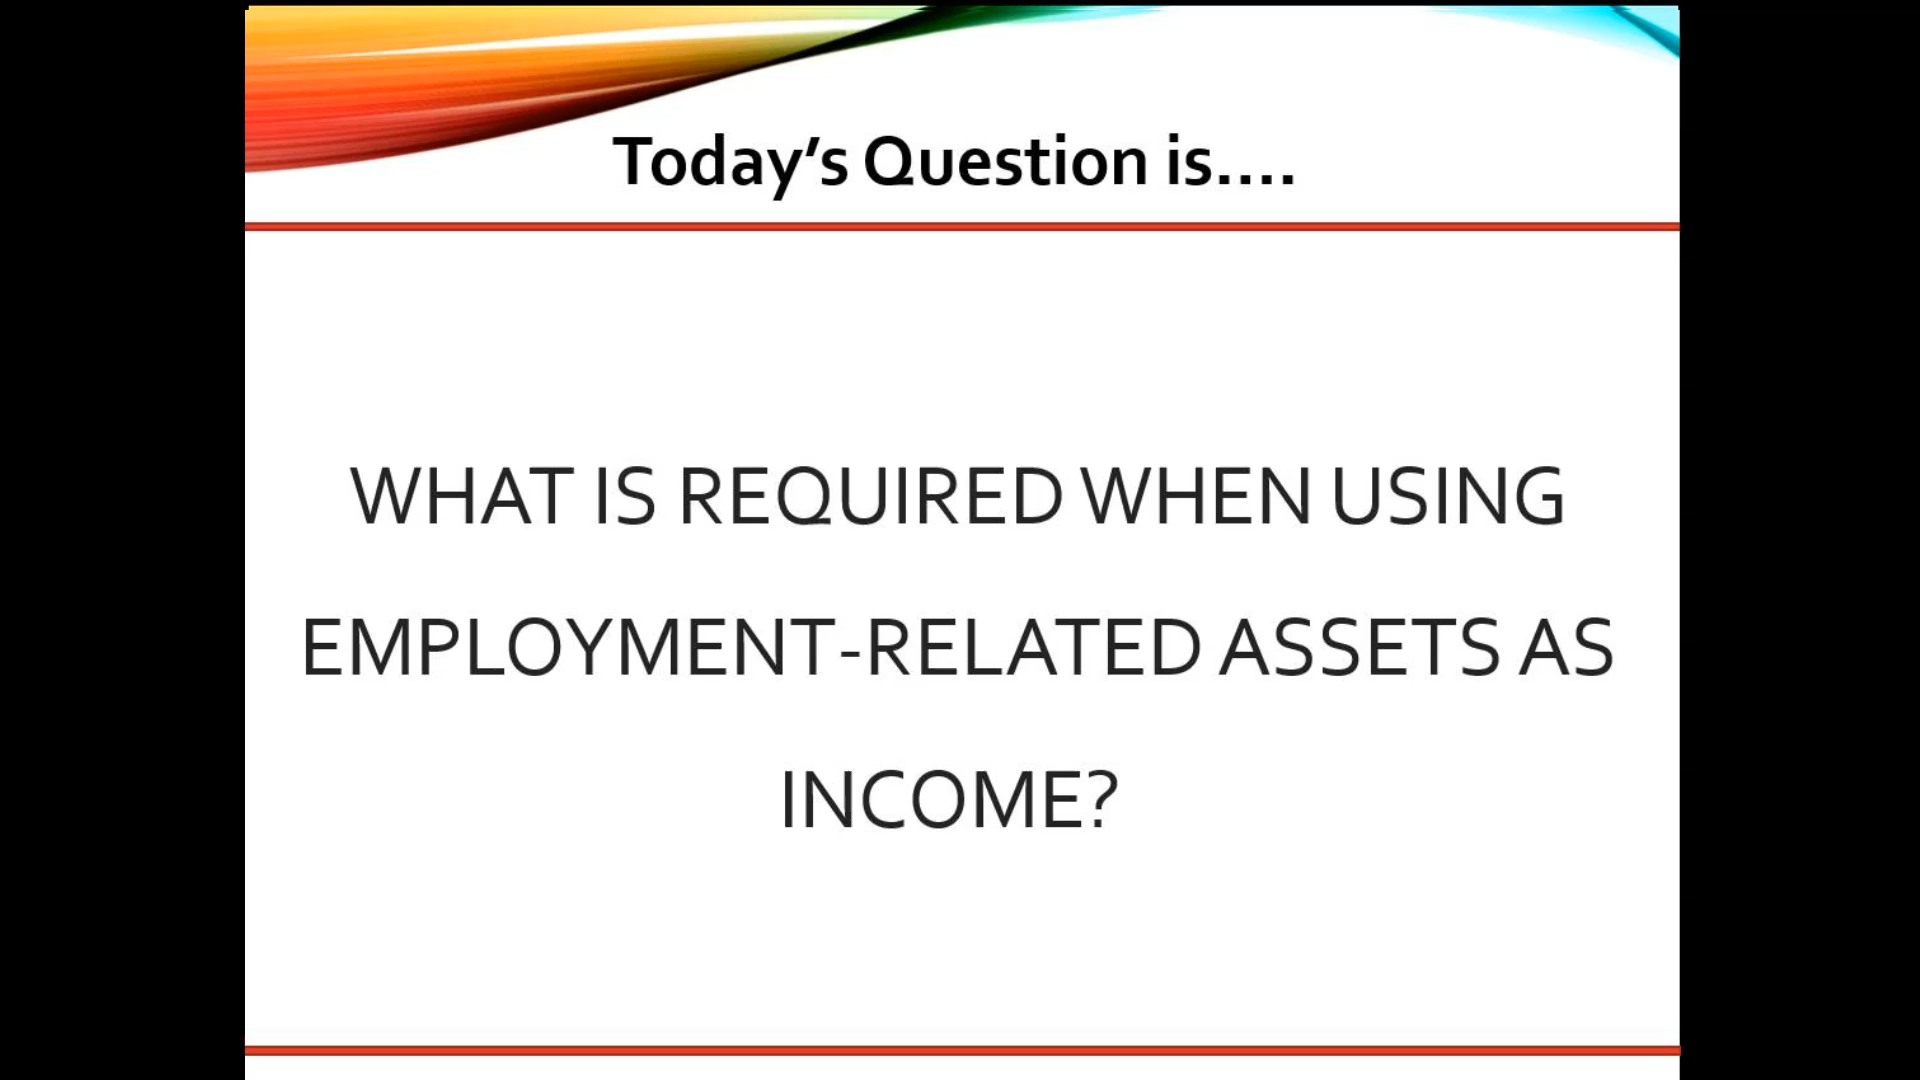 Today’s Question is....
WHAT IS REQUIRED WHEN USING
EMPLOYMENT-RELATED ASSETS AS
INCOME?